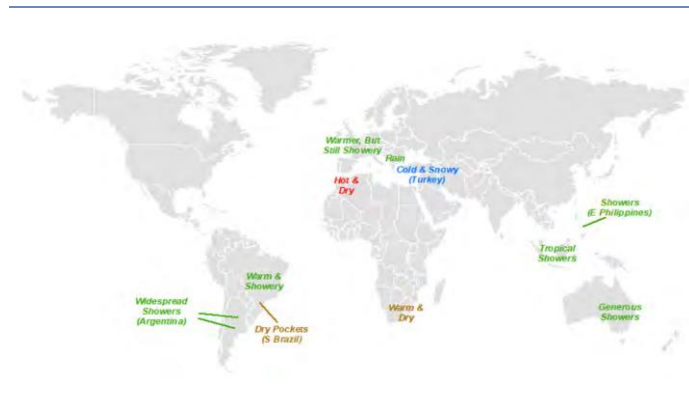 Warmer, But
Still Showery
Rain
Cold & Snowy
(Turkey)
Hot &
Dry
Showers
(E Philippines)
Tropical
Showers
Warm &
Showery
Widespread
Showers
(Argentina)
Dry Pockets
(S Brazil)
Warm &
Dry
Generous
Showers